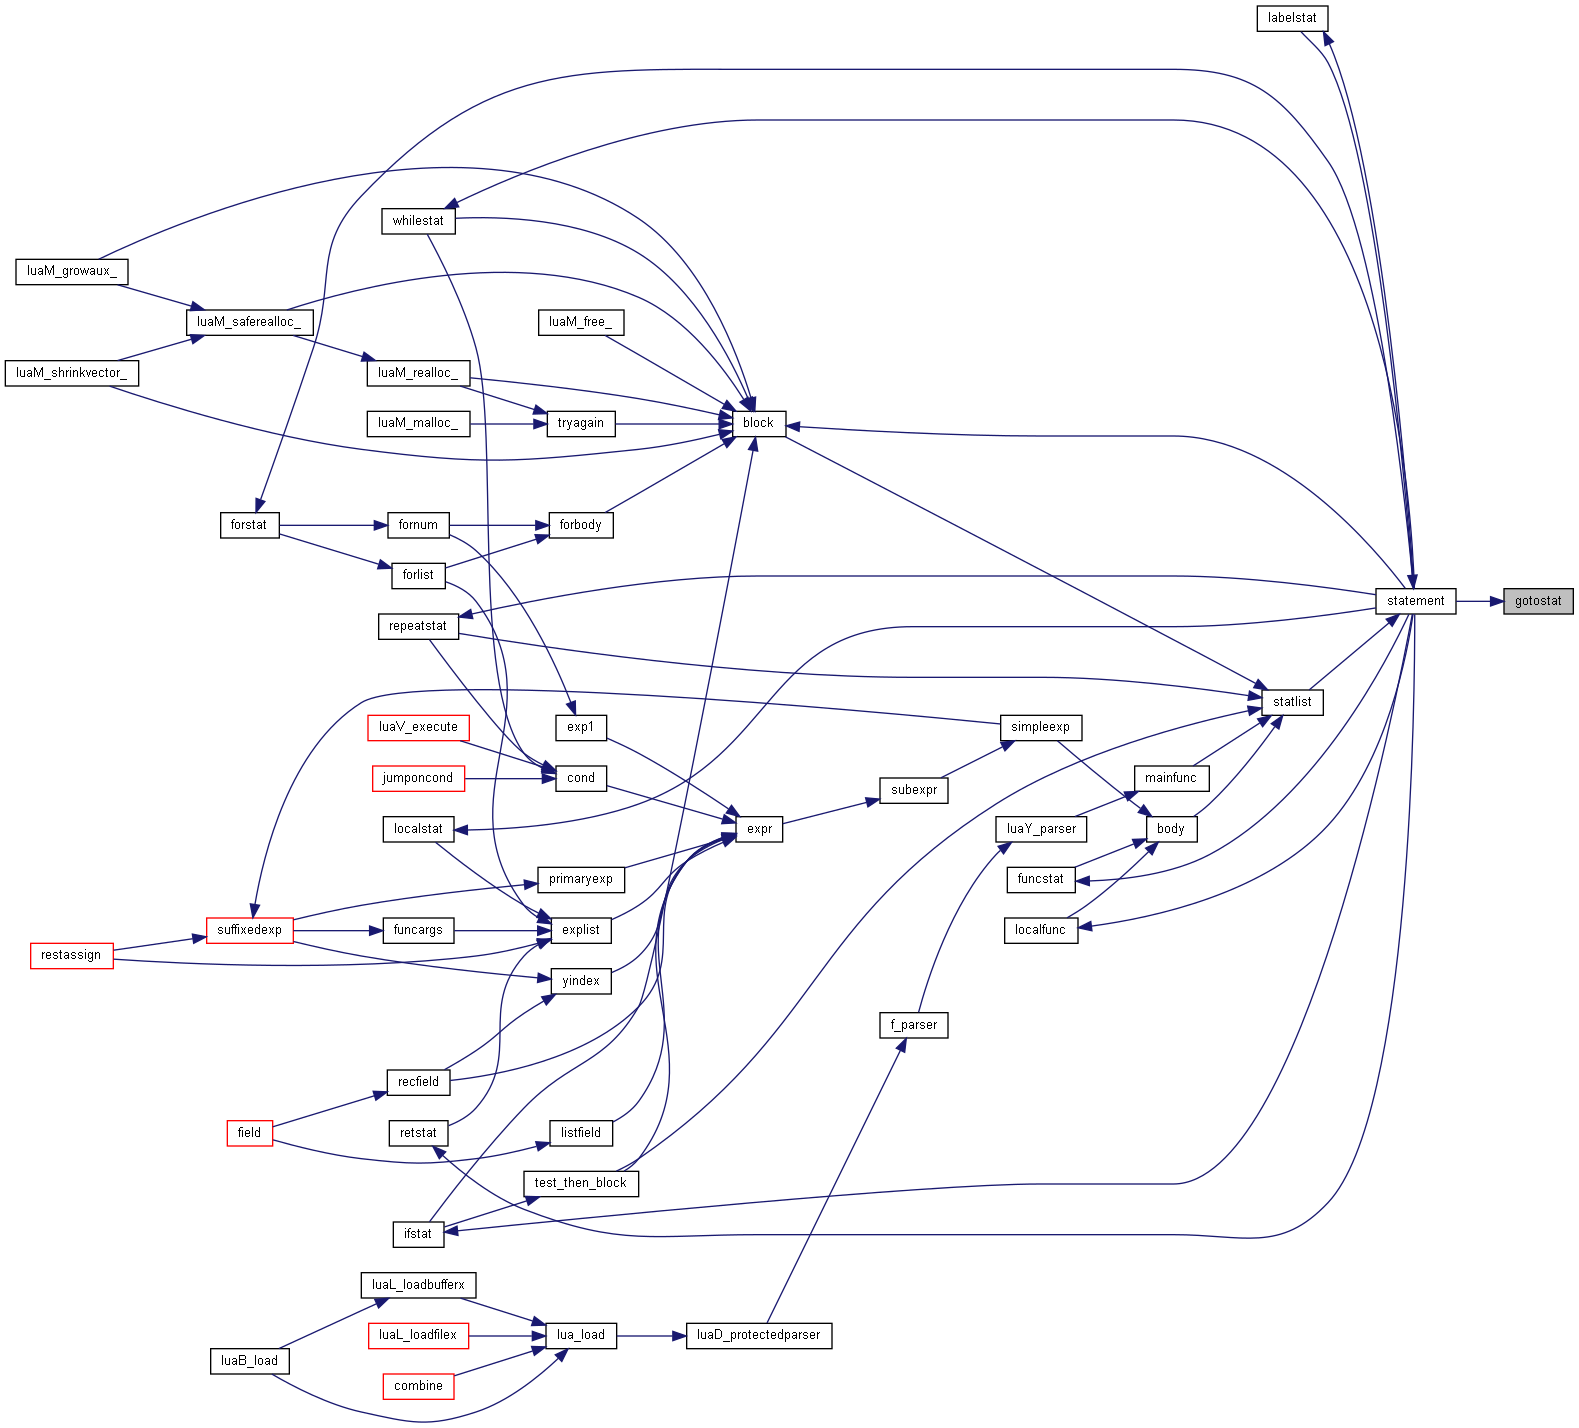 labelstat
whilestat
luaM_growaux_
luaM_saferealloc_
luaM_free_
luaM_shrinkvector_
luaM_realloc_
luaM_malloc_
tryagain
block
forstat
fornum
forbody
forlist
statement
gotostat
repeatstat
statlist
luaV_execute
exp1
simpleexp
jumponcond
cond
subexpr
mainfunc
localstat
expr
luaY_parser
body
primaryexp
funcstat
suffixedexp
funcargs
explist
localfunc
restassign
yindex
f_parser
recfield
field
retstat
listfield
test_then_block
ifstat
luaL_loadbufferx
luaL_loadfilex
lua_load
luaD_protectedparser
luaB_load
combine